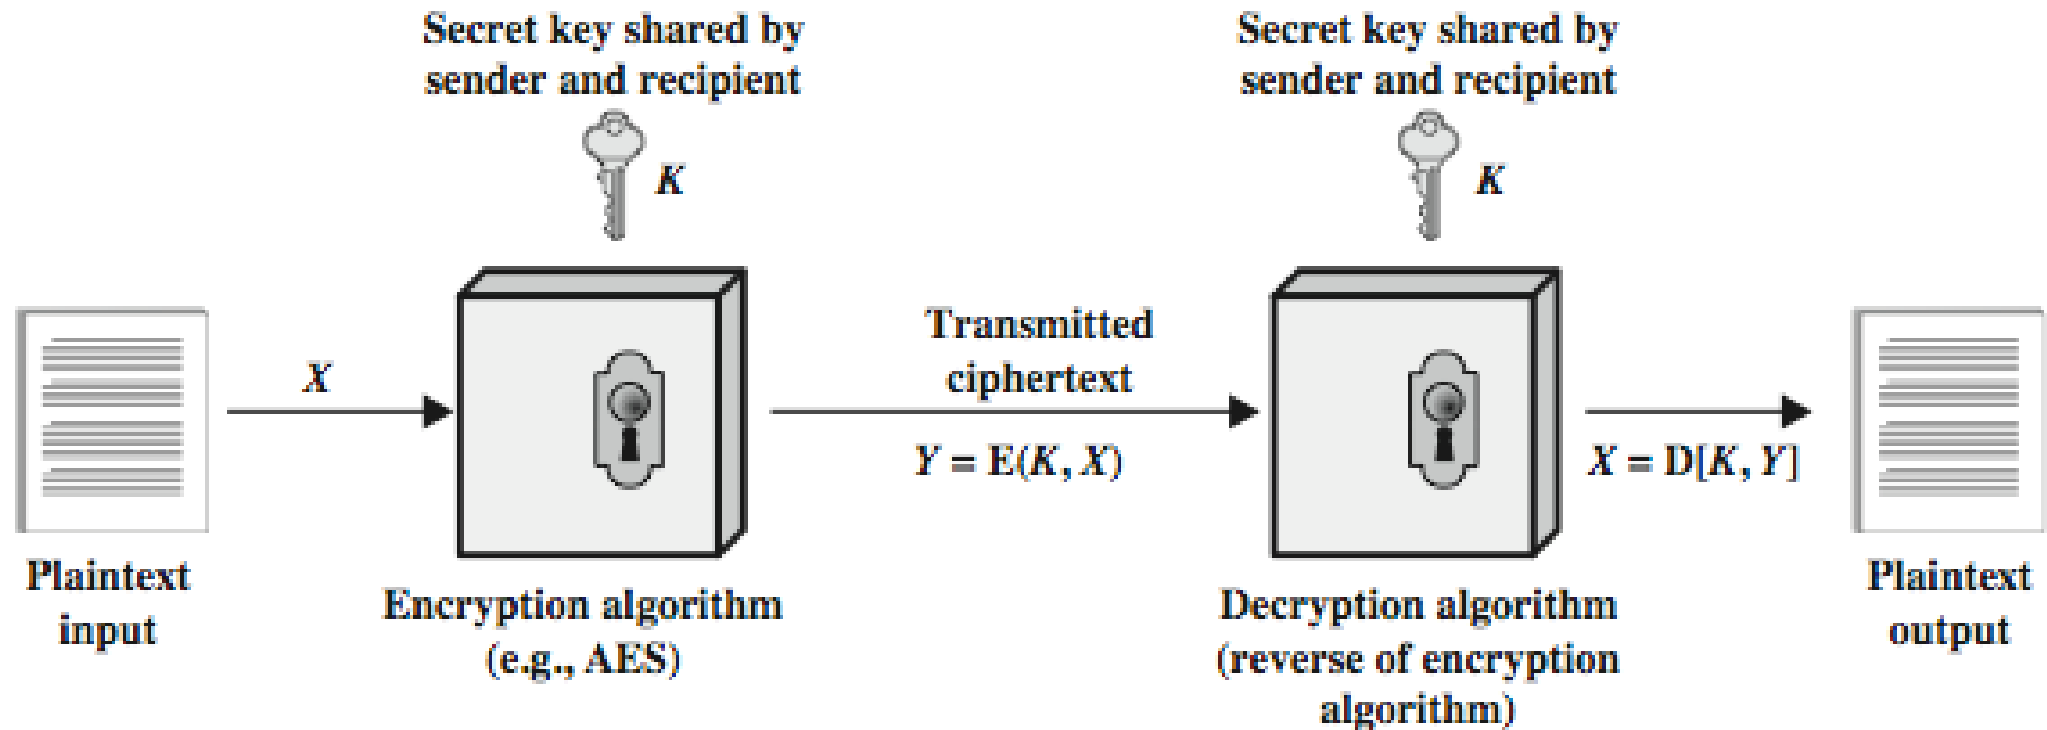 Secret key shared by
sender and recipient
K
Secret key shared by
sender and recipient
K
X
Transmitted
ciphertext
Y = E(K, X)
X = D[K, Y]
Plaintext
input
Encryption algorithm
(e.g., AES)
Decryption algorithm
(reverse of encryption
algorithm)
Plaintext
output